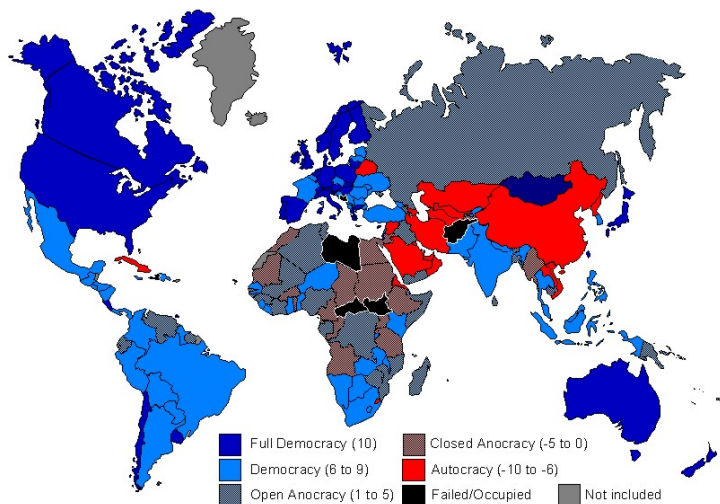 Full Democracy (10)
Closed Anocracy (-5 to 0)
Democracy (6 to 9)
Autocracy (-10 to -6)
Open Anocracy (1 to 5)
Failed/Occupied
Not included